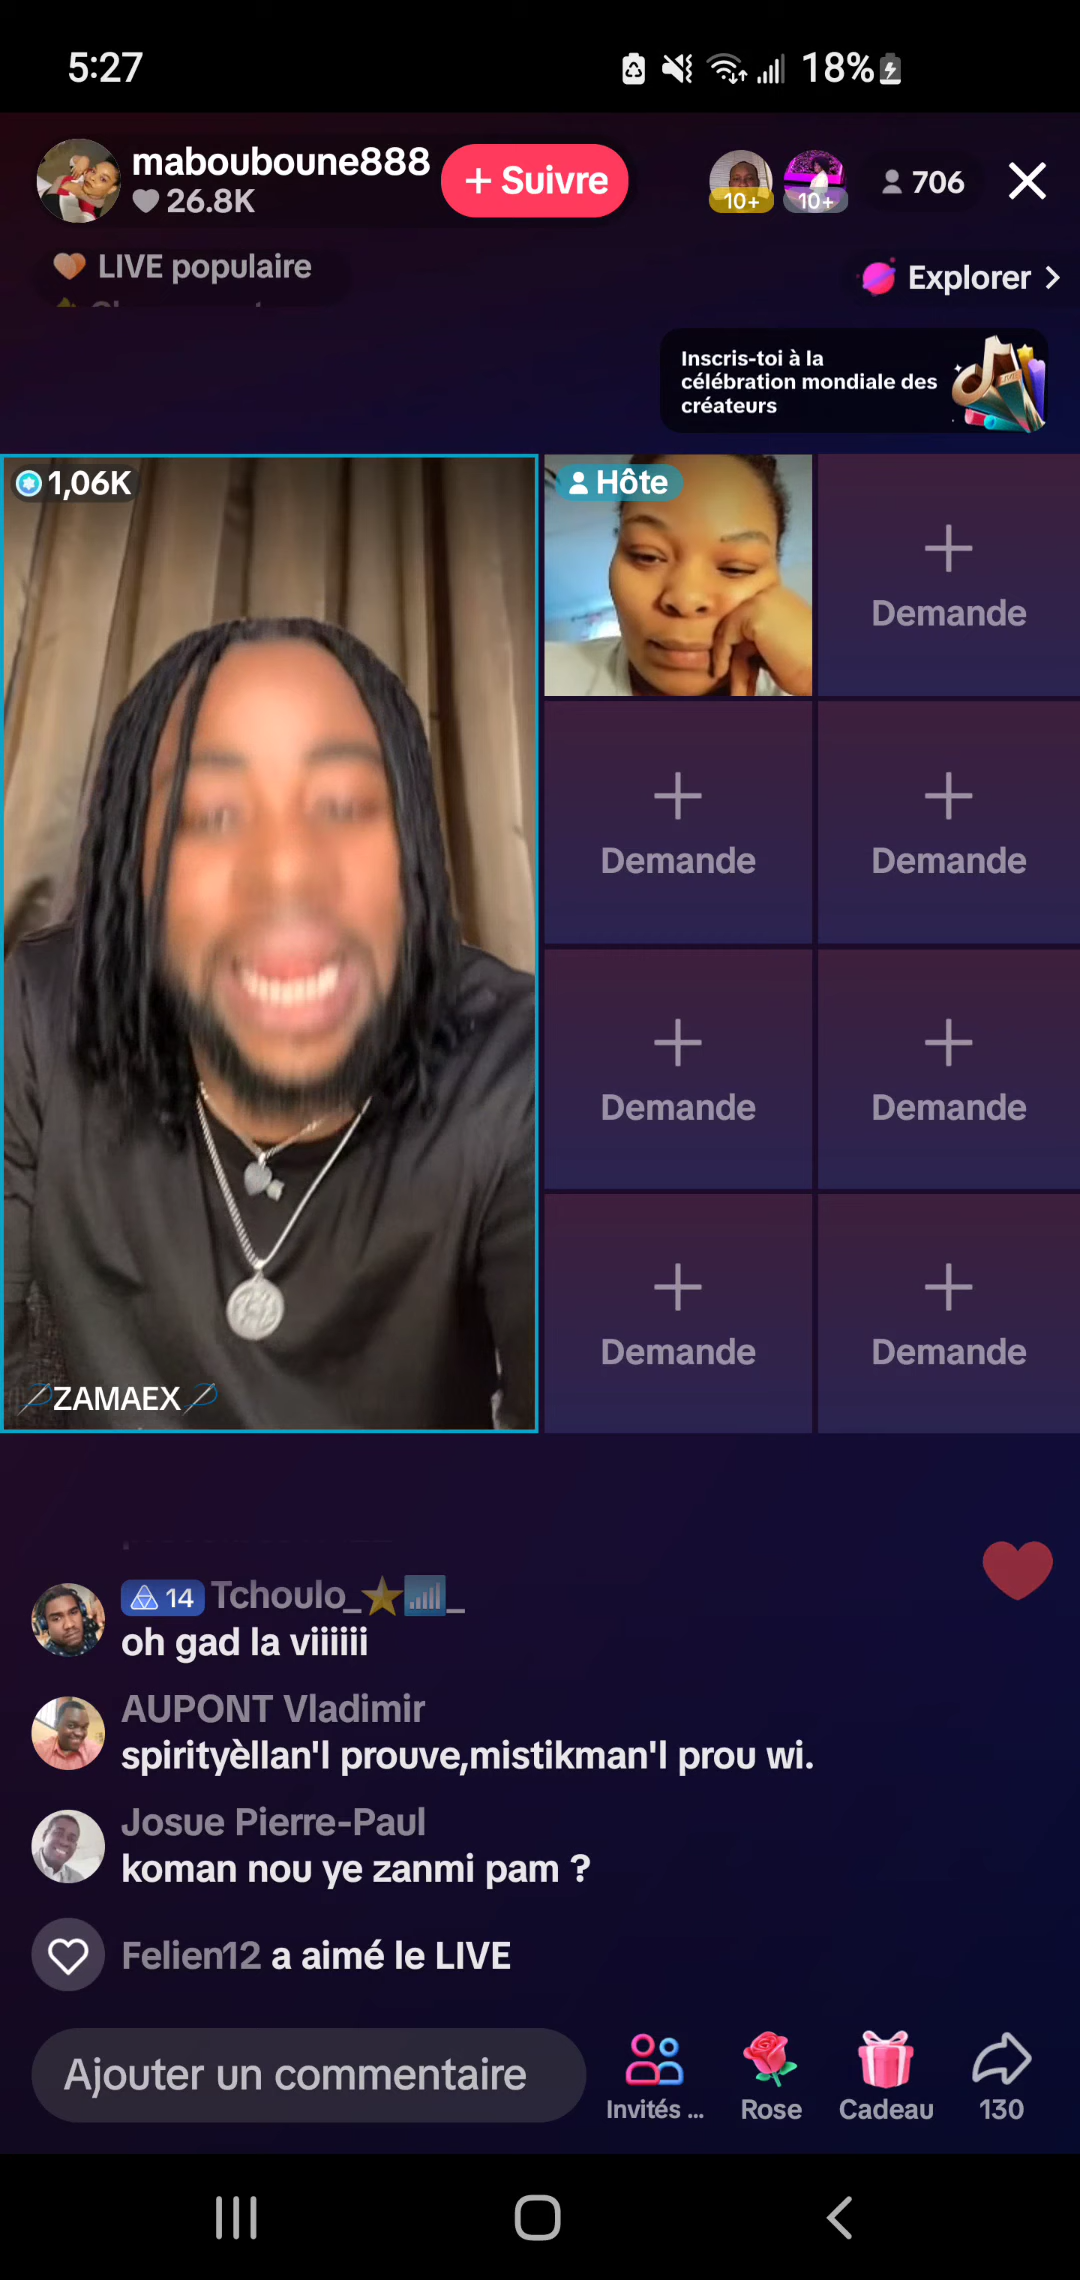 5:27
18%
mabouboune888
26.8K
+ Suivre
10+
10+
706
LIVE populaire
Explorer >
Inscris-toi à la
célébration mondiale des
créateurs
1,06K
Hôte
Demande
Demande
Demande
Demande
Demande
Demande
Demande
ZAMAEX
14 Tchoulo_⭐📶_
oh gad la viiiiii
AUPONT Vladimir
spirityèllan'l prouve,mistikman'l prou wi.
Josue Pierre-Paul
koman nou ye zanmi pam ?
Felien12 a aimé le LIVE
Ajouter un commentaire
Invités ...
Rose
Cadeau
130